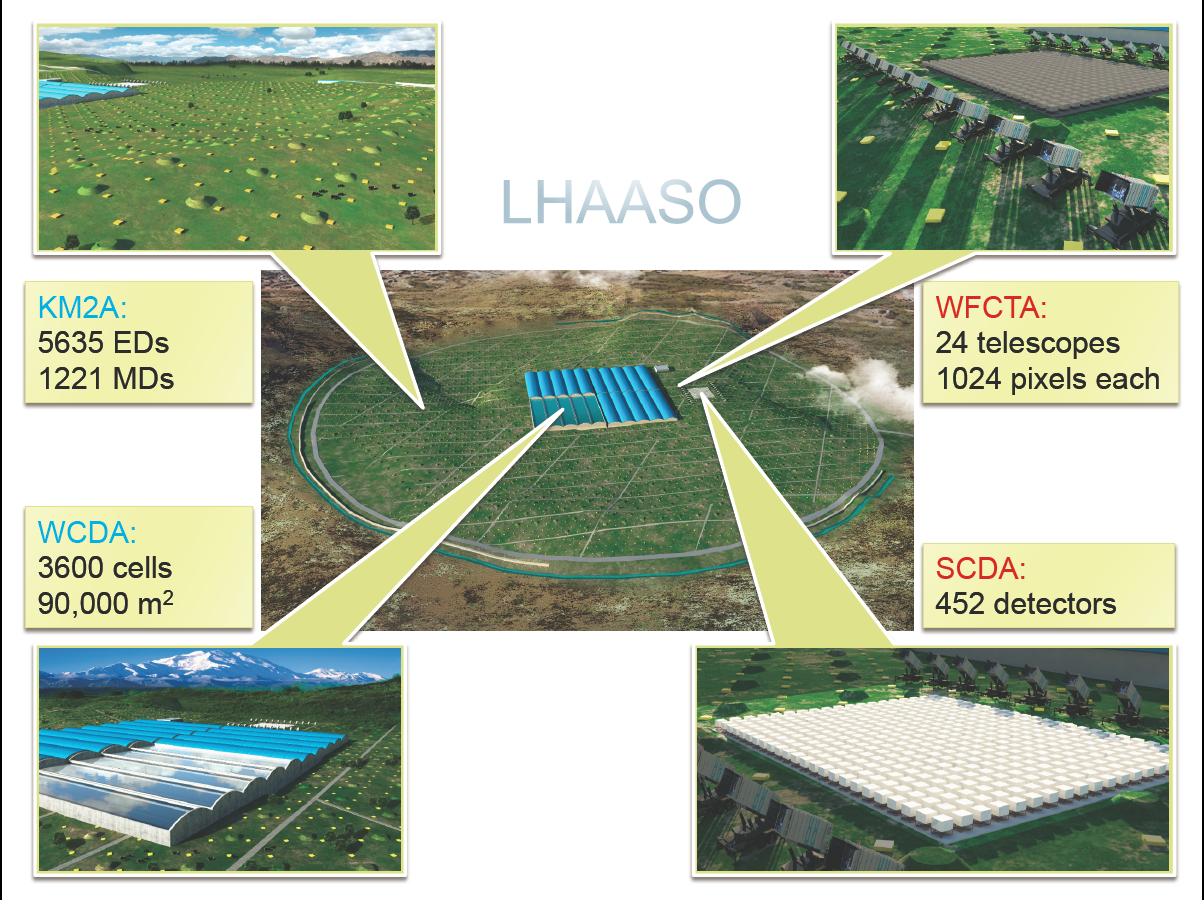 LHAASO
KM2A:
5635 EDs
1221 MDs
WFCTA:
24 telescopes
1024 pixels each
WCDA:
3600 cells
90,000 m²
SCDA:
452 detectors